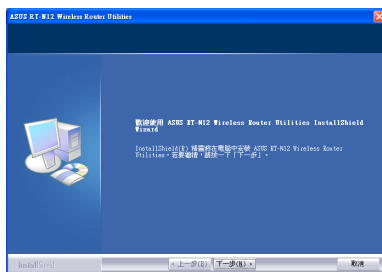 ASUS RT-N12 Wireless Router Utilities
歡迎使用 ASUS RT-N12 Wireless Router Utilities InstallShield
Wizard
InstallShield(R) 精靈將在電腦中安裝 ASUS RT-N12 Wireless Router
Utilities。若要繼續，請按一下「下一步」。
InstallShield
< 上一步(B)
下一步(N) >
取消